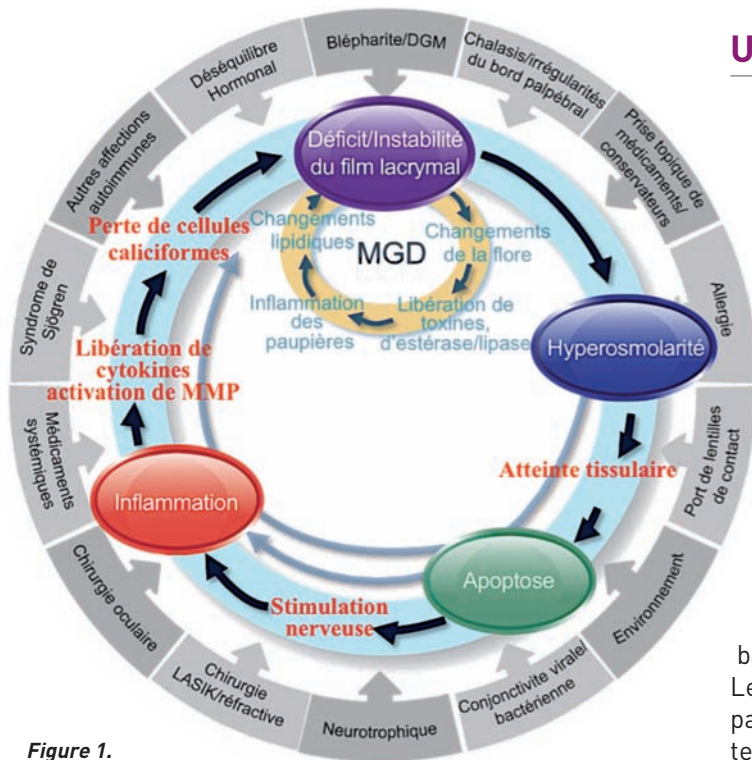 Blépharite/DGM
Chalasis/irrégularités
du bord palpébral
Prise topique de
médicaments/
conservateurs
Allergie
Port de lentilles
de contact
Environnement
Conjonctivite virale/
bactérienne
Neurotrophique
Chirurgie
LASIK/réfractive
Chirurgie oculaire
Médicaments
systémiques
Syndrome de
Sjögren
Autres affections
autoimmunes
Déséquilibre
Hormonal
Déficit/Instabilité
du film lacrymal
Hyperosmolarité
Atteinte tissulaire
Apoptose
Stimulation
nerveuse
Inflammation
Libération de
cytokines
activation de MMP
Perte de cellules
caliciformes
MGD
Changements
de la flore
Libération de
toxines,
d'estérase/lipase
Inflammation
des
paupières
Changements
lipidiques
Figure 1.
U
b
Le
pa
te